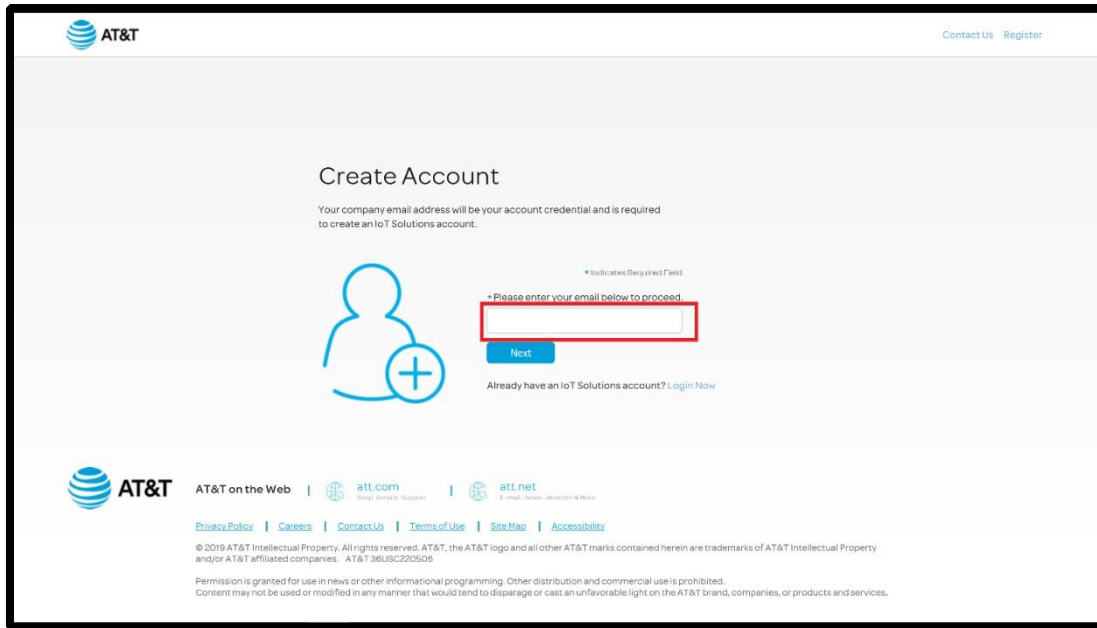 AT&T
Contact Us Register
Create Account
Your company email address will be your account credential and is required
to create an IoT Solutions account.
* Indicates Required Field
* Please enter your email below to proceed.
Next
Already have an IoT Solutions account? Login Now
AT&T
AT&T on the Web | att.com | att.net
Shop Service Support
E-mail - News - Weather & More
Privacy Policy | Careers | Contact Us | Terms of Use | Site Map | Accessibility
© 2019 AT&T Intellectual Property. All rights reserved. AT&T, the AT&T logo and all other AT&T marks contained herein are trademarks of AT&T Intellectual Property
and/or AT&T affiliated companies. AT&T 36USC220506
Permission is granted for use in news or other informational programming. Other distribution and commercial use is prohibited.
Content may not be used or modified in any manner that would tend to disparage or cast an unfavorable light on the AT&T brand, companies, or products and services.